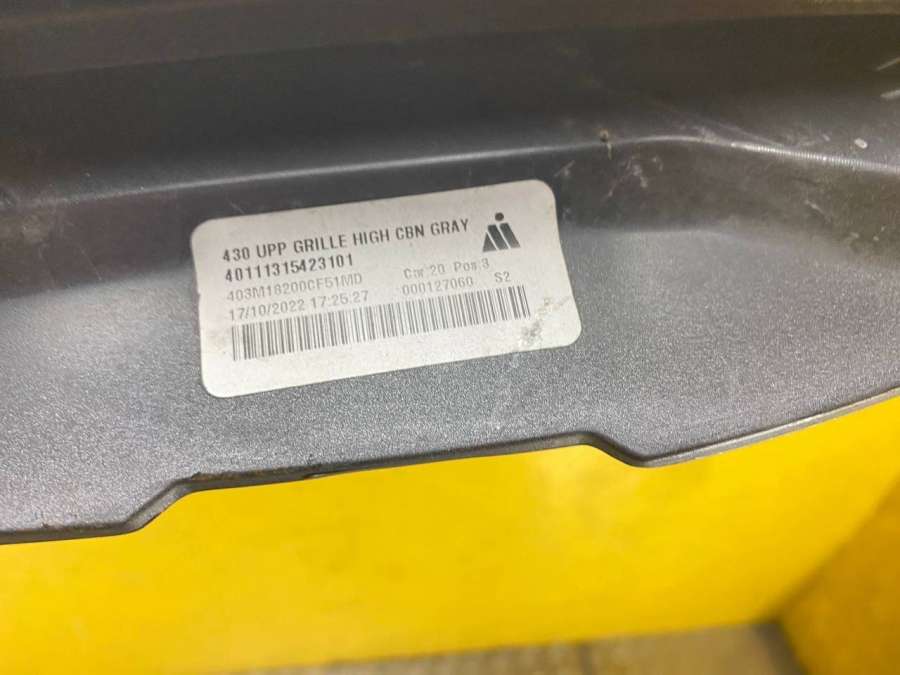 430 UPP GRILLE HIGH CBN GRAY
40111315423101
403M18200CF51MD Car:20 Pos:3
17/10/2022 17:25:27 000127060 S2